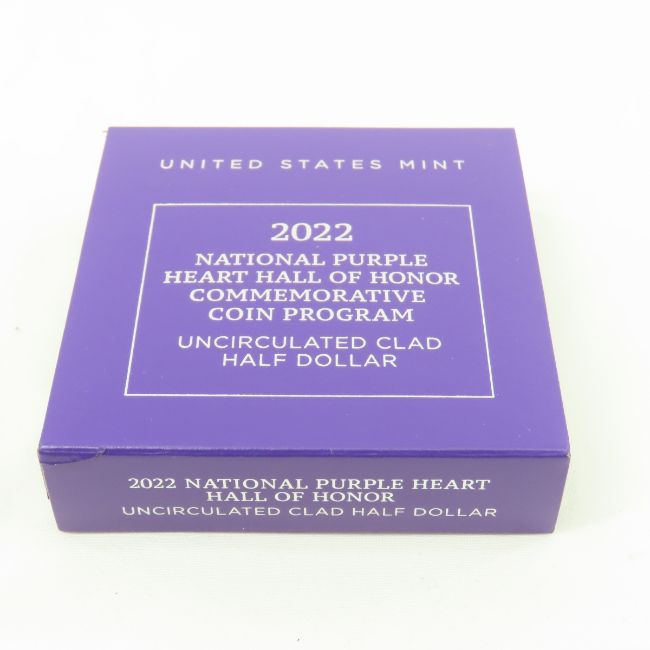 UNITED STATES MINT
2022
NATIONAL PURPLE
HEART HALL OF HONOR
COMMEMORATIVE
COIN PROGRAM
UNCIRCULATED CLAD
HALF DOLLAR
2022 NATIONAL PURPLE HEART
HALL OF HONOR
UNCIRCULATED CLAD HALF DOLLAR